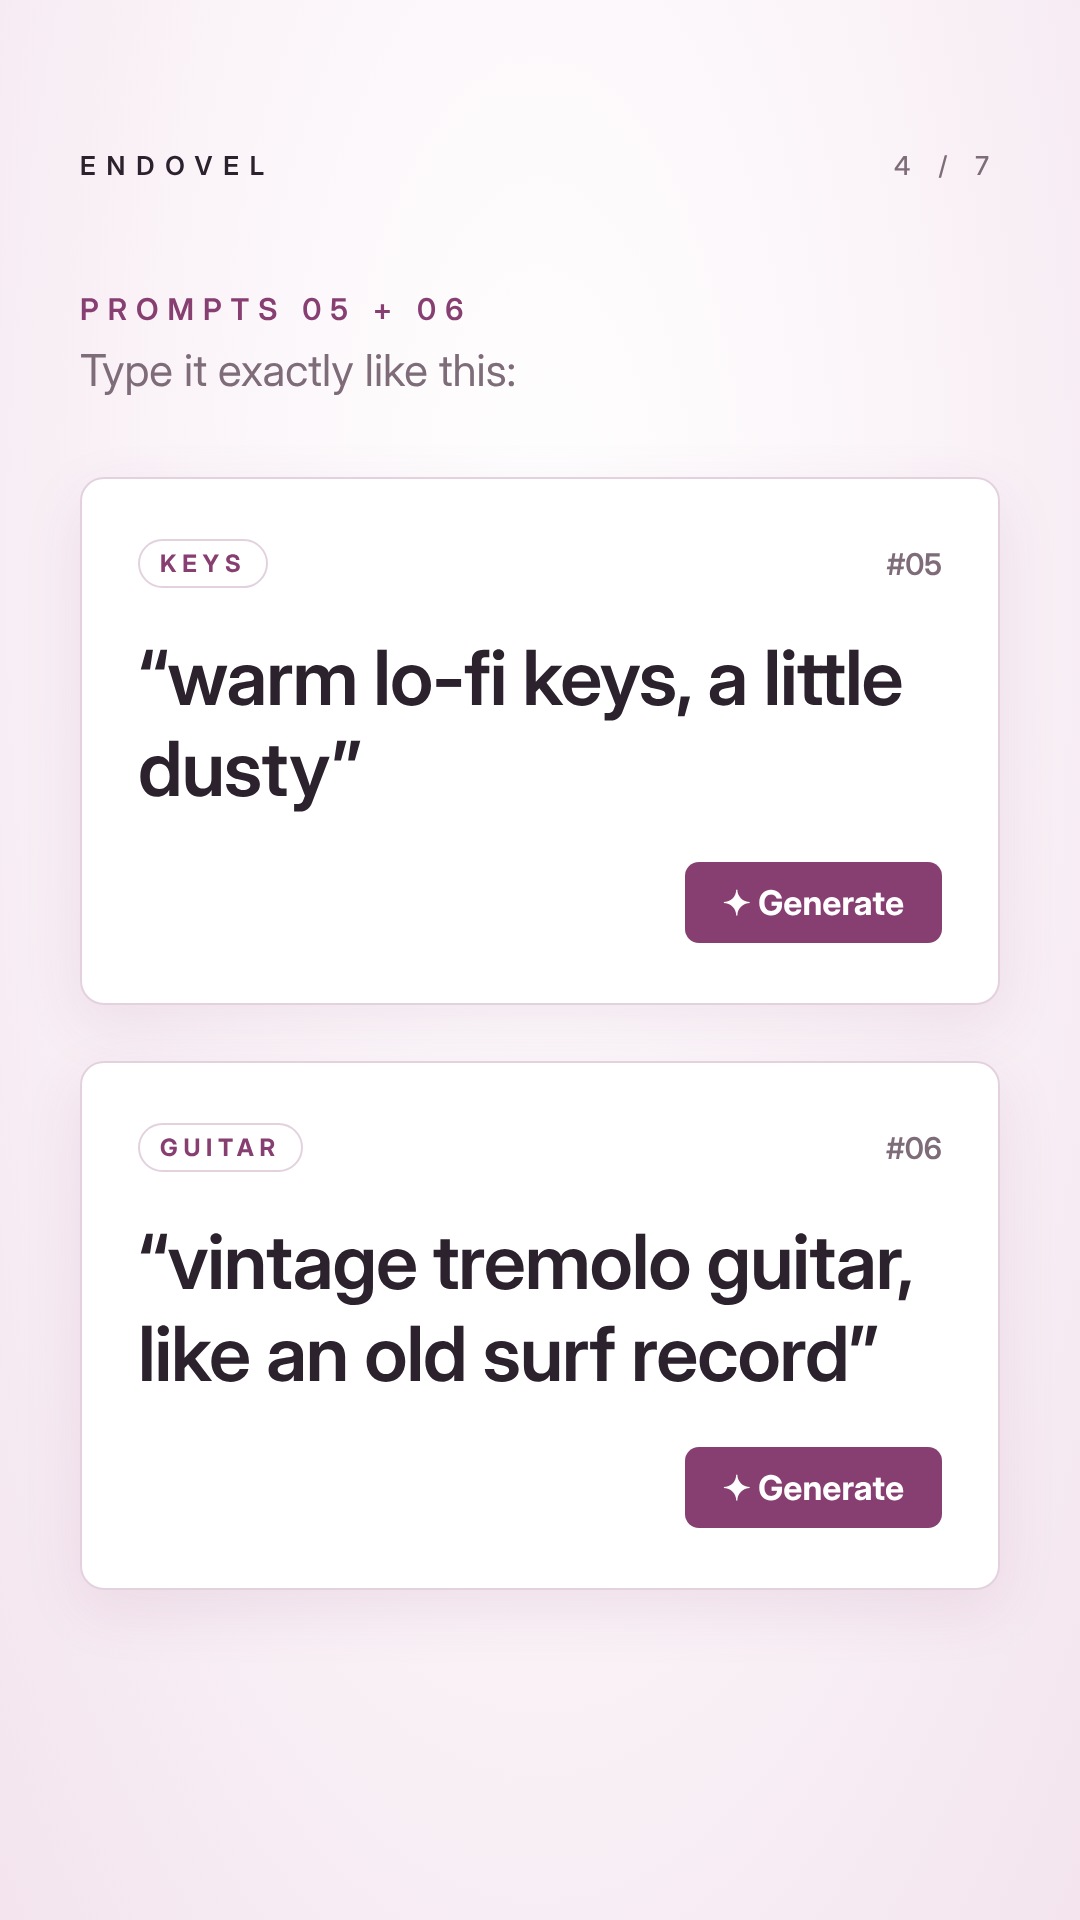 ENDOVEL
4 / 7
PROMPTS 05 + 06
Type it exactly like this:
KEYS
#05
“warm lo-fi keys, a little
dusty”
✦ Generate
GUITAR
#06
“vintage tremolo guitar,
like an old surf record”
✦ Generate